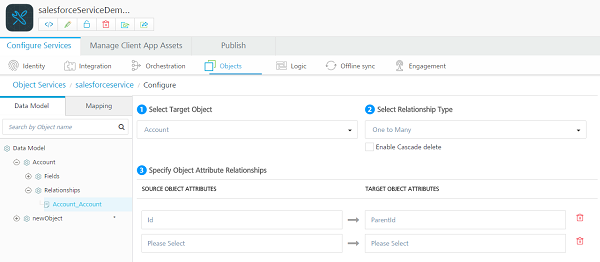 salesforceServiceDem...
Configure Services Manage Client App Assets Publish
Identity Integration Orchestration Objects Logic Offline sync Engagement
Object Services / salesforceservice / Configure
Data Model Mapping
Search by Object name
Data Model
Account
Fields
Relationships
Account_Account
newObject *
1 Select Target Object
Account
2 Select Relationship Type
One to Many
Enable Cascade delete
3 Specify Object Attribute Relationships
SOURCE OBJECT ATTRIBUTES TARGET OBJECT ATTRIBUTES
Id ParentId
Please Select Please Select